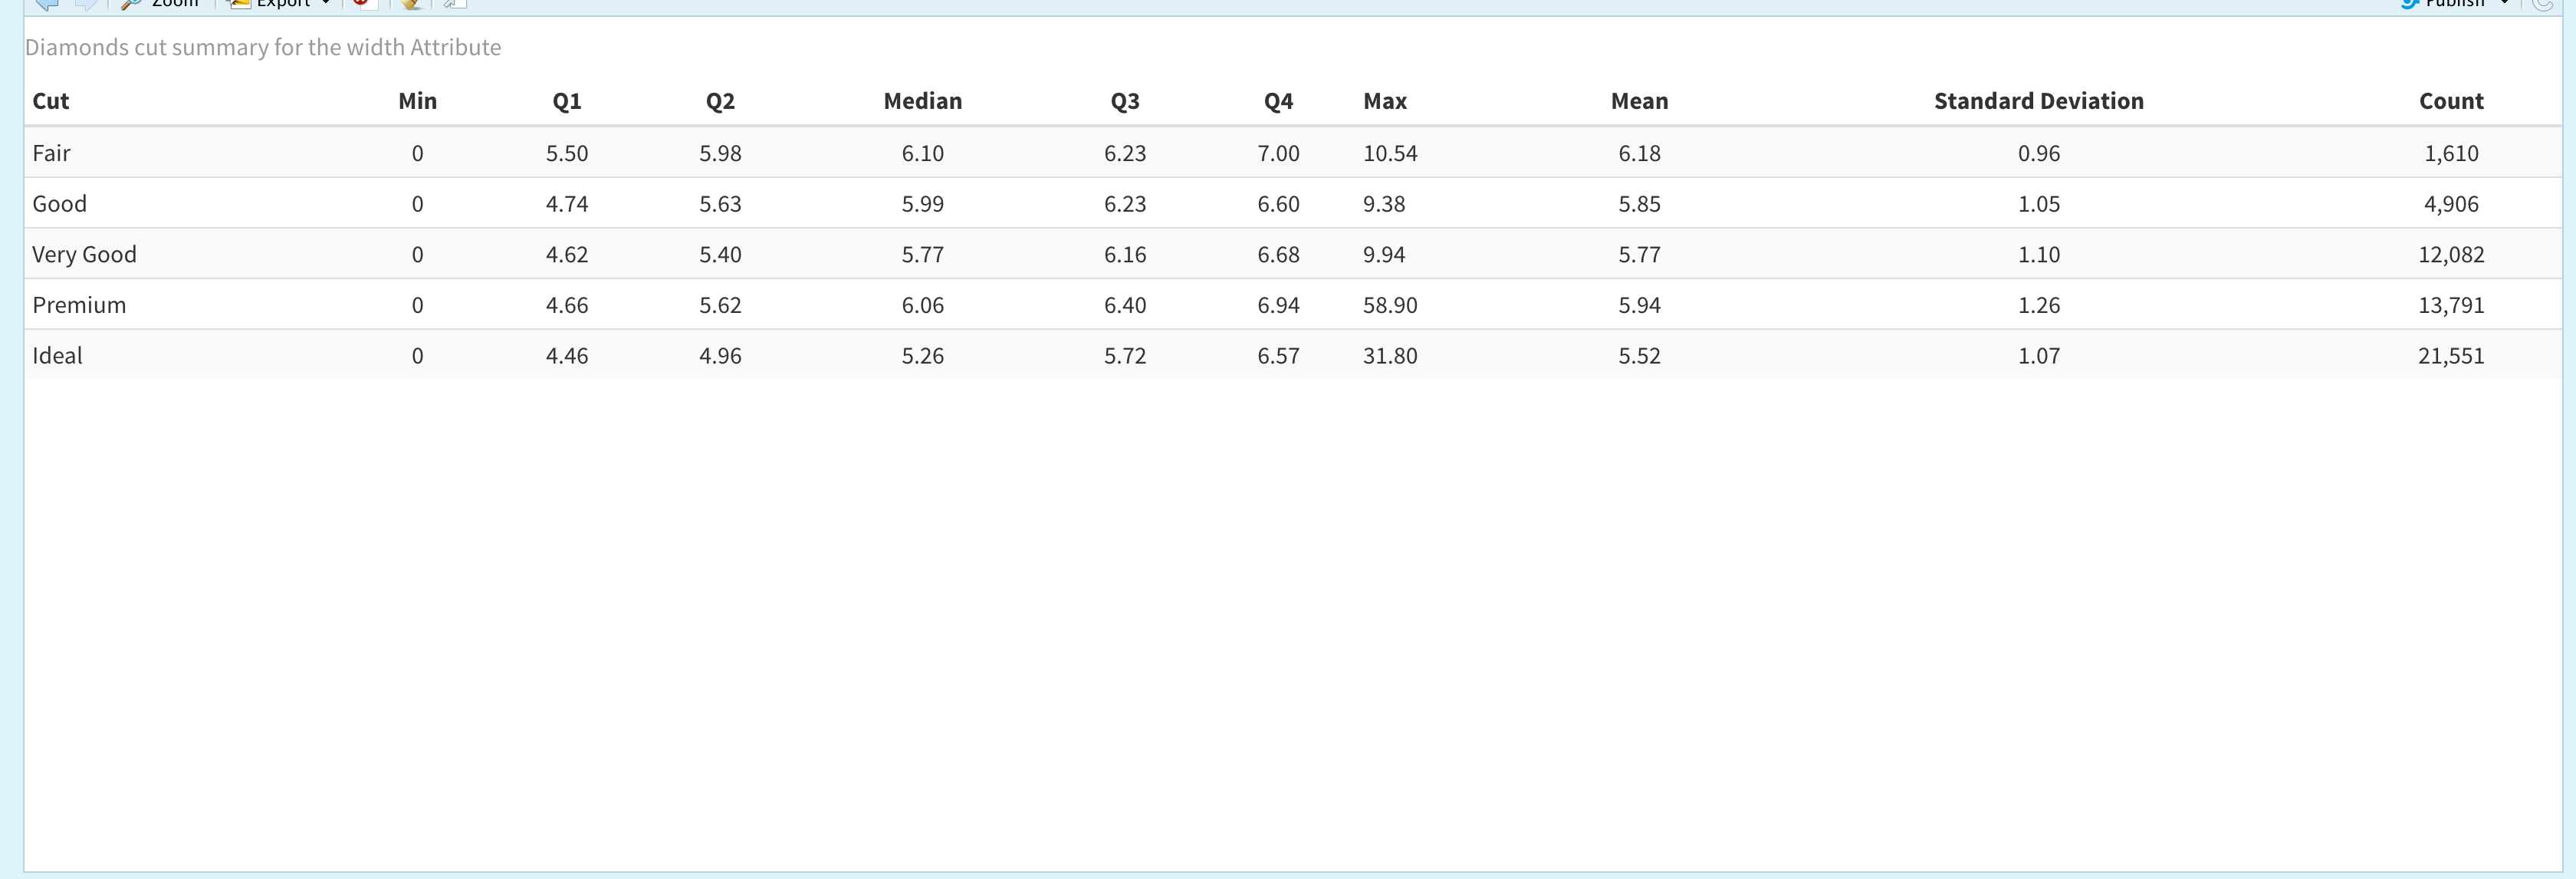 Zoom Export Publish
Diamonds cut summary for the width Attribute
Cut Min Q1 Q2 Median Q3 Q4 Max Mean Standard Deviation Count
Fair 0 5.50 5.98 6.10 6.23 7.00 10.54 6.18 0.96 1,610
Good 0 4.74 5.63 5.99 6.23 6.60 9.38 5.85 1.05 4,906
Very Good 0 4.62 5.40 5.77 6.16 6.68 9.94 5.77 1.10 12,082
Premium 0 4.66 5.62 6.06 6.40 6.94 58.90 5.94 1.26 13,791
Ideal 0 4.46 4.96 5.26 5.72 6.57 31.80 5.52 1.07 21,551